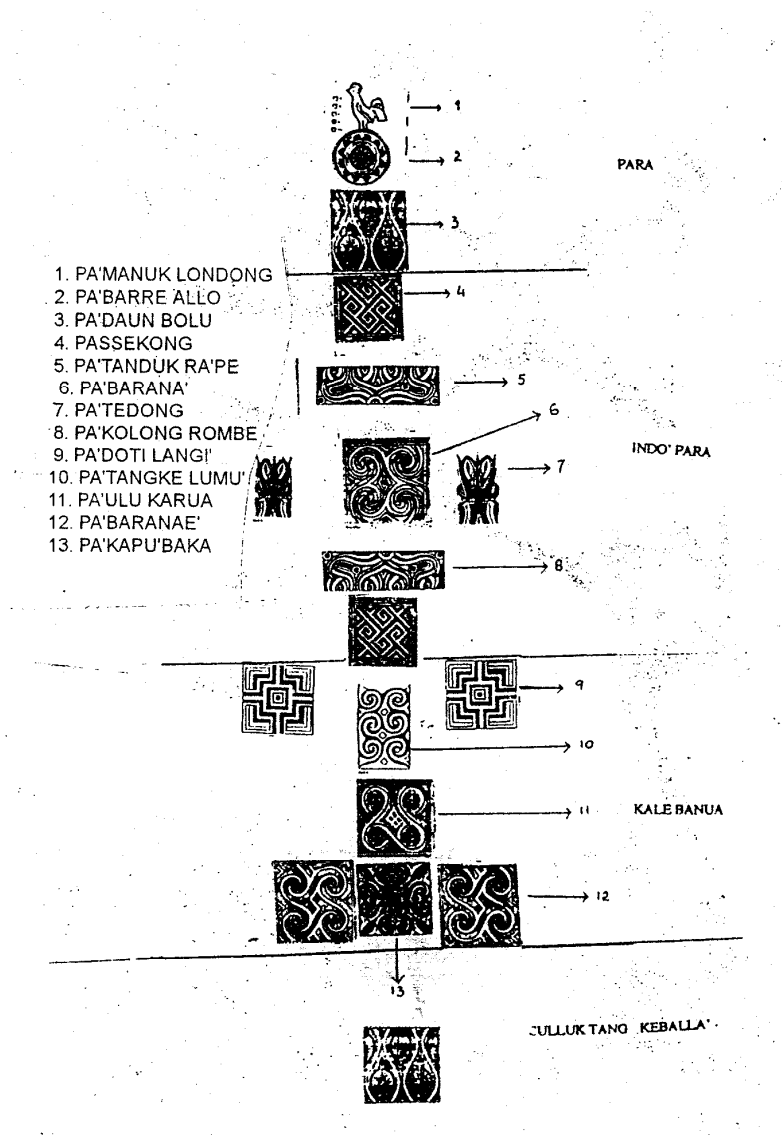 1
2
PARA
3
1. PA'MANUK LONDONG
2. PA'BARRE ALLO
3. PA'DAUN BOLU
4. PASSEKONG
5. PA'TANDUK RA'PE
6. PA'BARANA'
7. PA'TEDONG
8. PA'KOLONG ROMBE
9. PA'DOTI LANGI'
10. PA'TANGKE LUMU'
11. PA'ULU KARUA
12. PA'BARANAE'
13. PA'KAPU'BAKA
4
5
6
INDO' PARA
7
8
9
10
11
KALE BANUA
12
13
TANG KEBALLA'